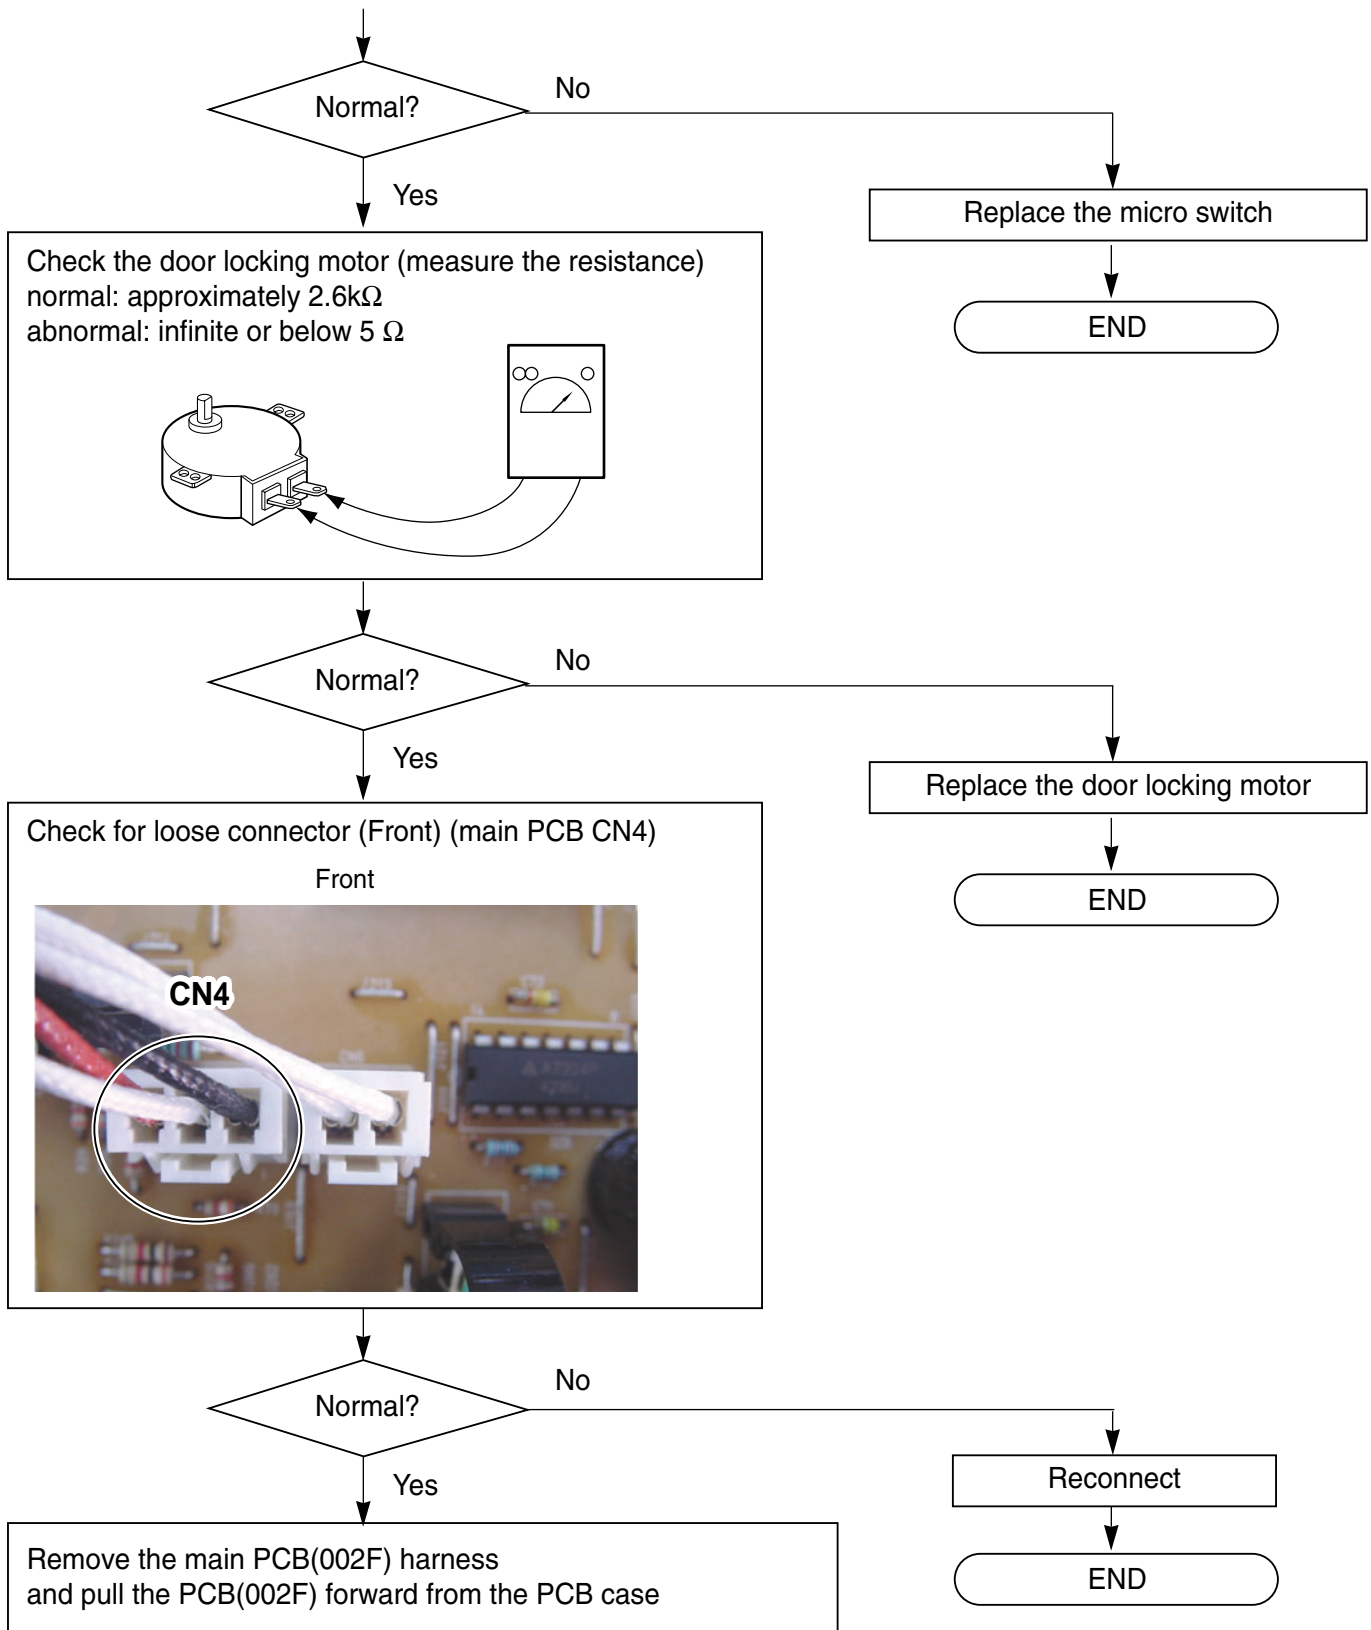 Normal?
No
Yes
Replace the micro switch
END
Check the door locking motor (measure the resistance)
normal: approximately 2.6kΩ
abnormal: infinite or below 5 Ω
Normal?
No
Yes
Replace the door locking motor
END
Check for loose connector (Front) (main PCB CN4)
Front
CN4
Normal?
No
Yes
Reconnect
END
Remove the main PCB(002F) harness
and pull the PCB(002F) forward from the PCB case